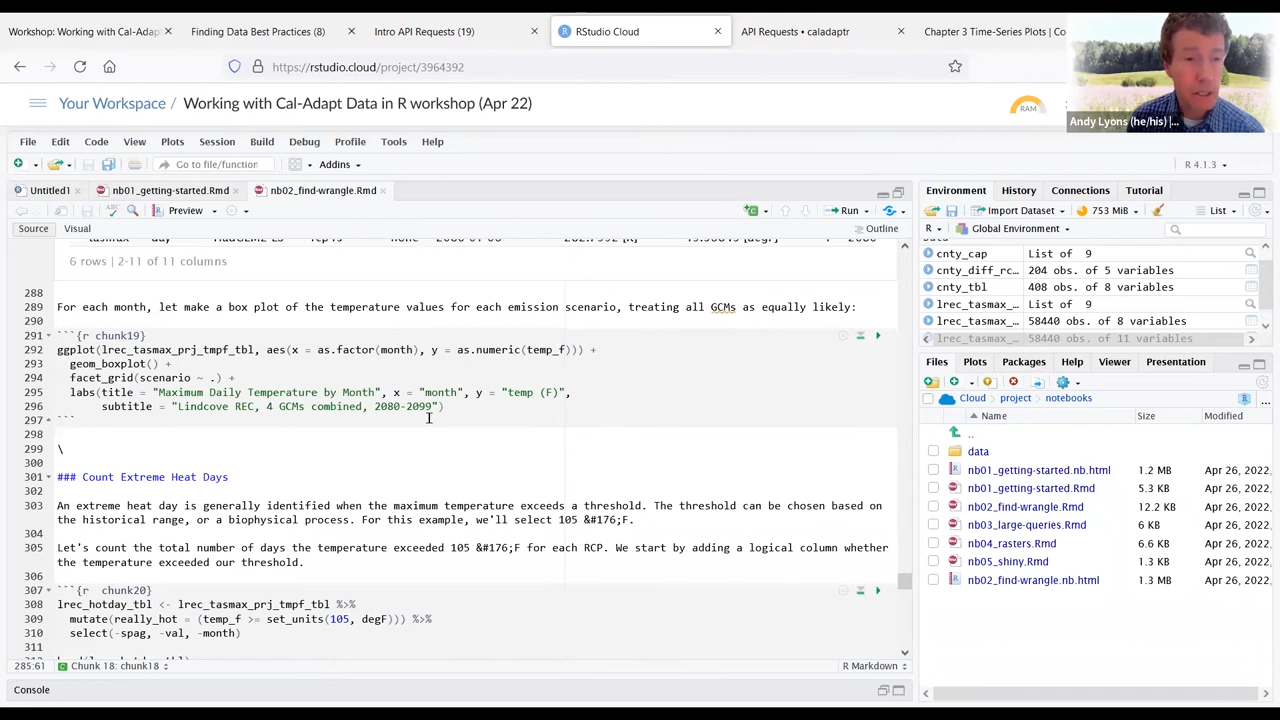 Workshop: Working with Cal-Adapt
Finding Data Best Practices (8)
Intro API Requests (19)
RStudio Cloud
API Requests • caladaptr
Chapter 3 Time-Series Plots | Co
https://rstudio.cloud/project/3964392
Your Workspace / Working with Cal-Adapt Data in R workshop (Apr 22)
RAM
Andy Lyons (he/his) |...
File Edit Code View Plots Session Build Debug Profile Tools Help
Go to file/function
Addins
R 4.1.3
Untitled1
nb01_getting-started.Rmd
nb02_find-wrangle.Rmd
Preview
Run
Source Visual
Outline
6 rows | 2-11 of 11 columns
288
289 For each month, let make a box plot of the temperature values for each emission scenario, treating all GCMs as equally likely:
290
291 ```{r chunk19}
292 ggplot(lrec_tasmax_prj_tmpf_tbl, aes(x = as.factor(month), y = as.numeric(temp_f))) +
293 geom_boxplot() +
294 facet_grid(scenario ~ .) +
295 labs(title = "Maximum Daily Temperature by Month", x = "month", y = "temp (F)",
296 subtitle = "Lindcove REC, 4 GCMs combined, 2080-2099")
297 ```
298
299 \
300
301 ### Count Extreme Heat Days
302
303 An extreme heat day is generally identified when the maximum temperature exceeds a threshold. The threshold can be chosen based on
the historical range, or a biophysical process. For this example, we'll select 105 &#176;F.
304
305 Let's count the total number of days the temperature exceeded 105 &#176;F for each RCP. We start by adding a logical column whether
the temperature exceeded our threshold.
306
307 ```{r  chunk20}
308 lrec_hotday_tbl <- lrec_tasmax_prj_tmpf_tbl %>%
309 mutate(really_hot = (temp_f >= set_units(105, degF))) %>%
310 select(-spag, -val, -month)
311
285:61 Chunk 18: chunk18
R Markdown
Console
Environment History Connections Tutorial
Import Dataset 753 MiB List
R Global Environment
Data
cnty_cap List of 9
cnty_diff_rc... 204 obs. of 5 variables
cnty_tbl 408 obs. of 8 variables
lrec_tasmax_... List of 9
lrec_tasmax_... 58440 obs. of 8 variables
lrec_tasmax_... 58440 obs. of 11 variables
Files Plots Packages Help Viewer Presentation
Cloud project notebooks
Name Size Modified
..
data
nb01_getting-started.nb.html 1.2 MB Apr 26, 2022,
nb01_getting-started.Rmd 5.3 KB Apr 26, 2022,
nb02_find-wrangle.Rmd 12.2 KB Apr 26, 2022,
nb03_large-queries.Rmd 6 KB Apr 26, 2022,
nb04_rasters.Rmd 6.6 KB Apr 26, 2022,
nb05_shiny.Rmd 1.3 KB Apr 26, 2022,
nb02_find-wrangle.nb.html 1.3 MB Apr 26, 2022,